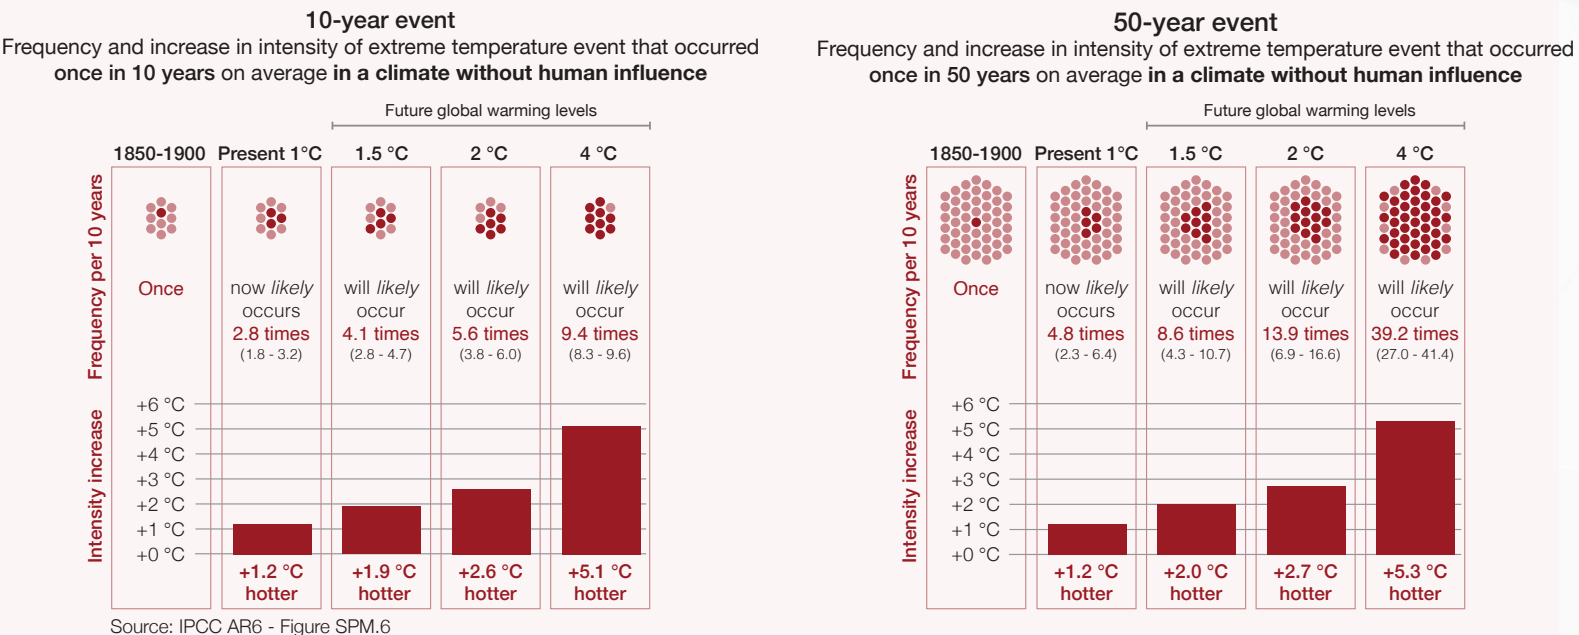 10-year event
Frequency and increase in intensity of extreme temperature event that occurred
once in 10 years on average in a climate without human influence
Future global warming levels
1850-1900 Present 1°C 1.5 °C 2 °C 4 °C
Frequency per 10 years
Once
now likely occurs 2.8 times (1.8 - 3.2)
will likely occur 4.1 times (2.8 - 4.7)
will likely occur 5.6 times (3.8 - 6.0)
will likely occur 9.4 times (8.3 - 9.6)
Intensity increase
+6 °C
+5 °C
+4 °C
+3 °C
+2 °C
+1 °C
+0 °C
+1.2 °C +1.9 °C +2.6 °C +5.1 °C
hotter hotter hotter hotter
Source: IPCC AR6 - Figure SPM.6
50-year event
Frequency and increase in intensity of extreme temperature event that occurred
once in 50 years on average in a climate without human influence
Future global warming levels
1850-1900 Present 1°C 1.5 °C 2 °C 4 °C
Frequency per 10 years
Once
now likely occurs 4.8 times (2.3 - 6.4)
will likely occur 8.6 times (4.3 - 10.7)
will likely occur 13.9 times (6.9 - 16.6)
will likely occur 39.2 times (27.0 - 41.4)
Intensity increase
+6 °C
+5 °C
+4 °C
+3 °C
+2 °C
+1 °C
+0 °C
+1.2 °C +2.0 °C +2.7 °C +5.3 °C
hotter hotter hotter hotter